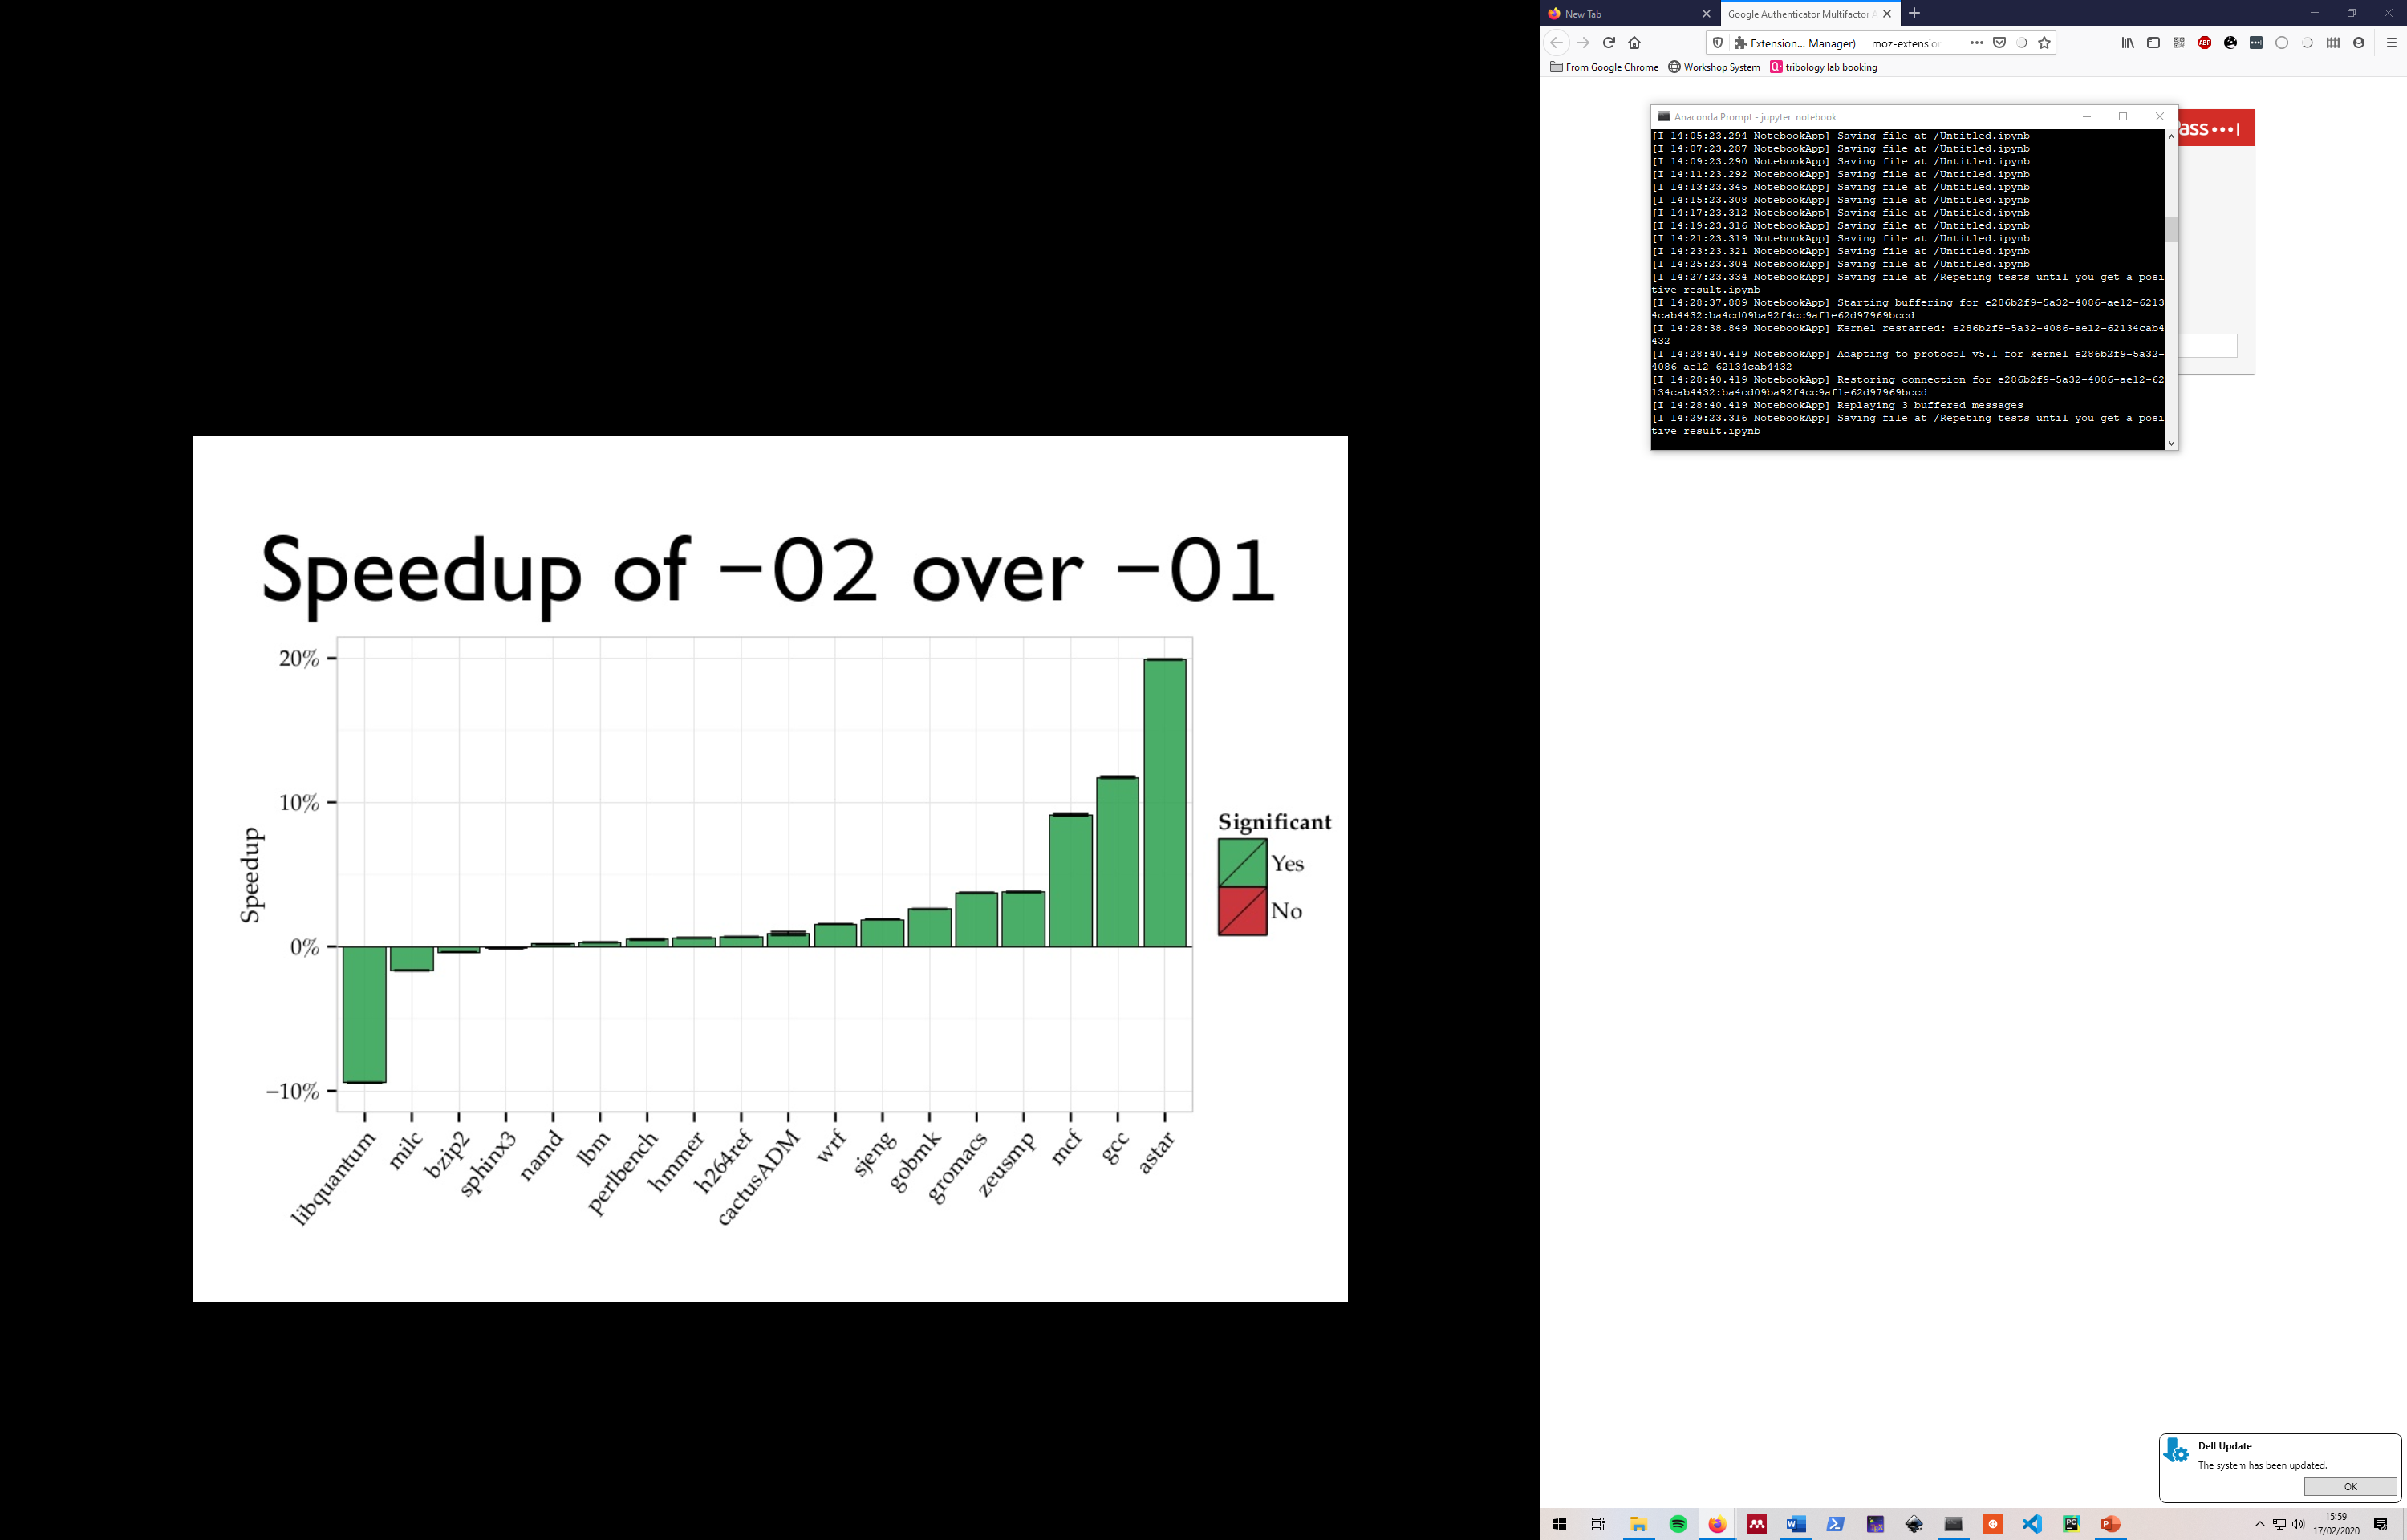 Speedup of −02 over −01
20%
10%
0%
−10%
Speedup
libquantum
milc
bzip2
sphinx3
namd
lbm
perlbench
hmmer
h264ref
cactusADM
wrf
sjeng
gobmk
gromacs
zeusmp
mcf
gcc
astar
Significant
Yes
No
New Tab
Google Authenticator Multifactor
Extension... Manager)
moz-extensio
From Google Chrome
Workshop System
tribology lab booking
ass
Anaconda Prompt - jupyter notebook
[I 14:05:23.294 NotebookApp] Saving file at /Untitled.ipynb
[I 14:07:23.287 NotebookApp] Saving file at /Untitled.ipynb
[I 14:09:23.290 NotebookApp] Saving file at /Untitled.ipynb
[I 14:11:23.292 NotebookApp] Saving file at /Untitled.ipynb
[I 14:13:23.345 NotebookApp] Saving file at /Untitled.ipynb
[I 14:15:23.308 NotebookApp] Saving file at /Untitled.ipynb
[I 14:17:23.312 NotebookApp] Saving file at /Untitled.ipynb
[I 14:19:23.316 NotebookApp] Saving file at /Untitled.ipynb
[I 14:21:23.319 NotebookApp] Saving file at /Untitled.ipynb
[I 14:23:23.321 NotebookApp] Saving file at /Untitled.ipynb
[I 14:25:23.304 NotebookApp] Saving file at /Untitled.ipynb
[I 14:27:23.334 NotebookApp] Saving file at /Repeting tests until you get a posi
tive result.ipynb
[I 14:28:37.889 NotebookApp] Starting buffering for e286b2f9-5a32-4086-ae12-6213
4cab4432:ba4cd09ba92f4cc9af1e62d97969bccd
[I 14:28:38.849 NotebookApp] Kernel restarted: e286b2f9-5a32-4086-ae12-62134cab4
432
[I 14:28:40.419 NotebookApp] Adapting to protocol v5.1 for kernel e286b2f9-5a32-
4086-ae12-62134cab4432
[I 14:28:40.419 NotebookApp] Restoring connection for e286b2f9-5a32-4086-ae12-62
134cab4432:ba4cd09ba92f4cc9af1e62d97969bccd
[I 14:28:40.419 NotebookApp] Replaying 3 buffered messages
[I 14:29:23.316 NotebookApp] Saving file at /Repeting tests until you get a posi
tive result.ipynb
Dell Update
The system has been updated.
OK
15:59
17/02/2020